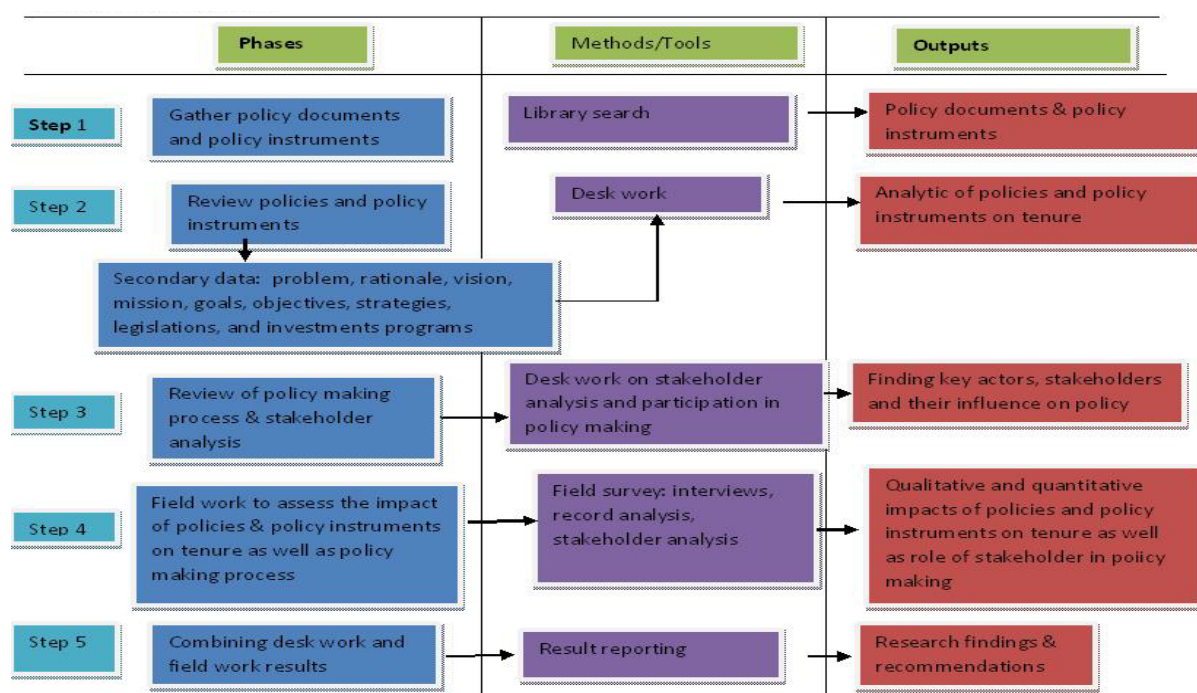 Phases
Methods/Tools
Outputs
Step 1
Gather policy documents
and policy instruments
Library search
Policy documents & policy
instruments
Step 2
Review policies and policy
instruments
Desk work
Analytic of policies and policy
instruments on tenure
Secondary data: problem, rationale, vision,
mission, goals, objectives, strategies,
legislations, and investments programs
Step 3
Review of policy making
process & stakeholder
analysis
Desk work on stakeholder
analysis and participation in
policy making
Finding key actors, stakeholders
and their influence on policy
Step 4
Field work to assess the impact
of policies & policy instruments
on tenure as well as policy
making process
Field survey: interviews,
record analysis,
stakeholder analysis
Qualitative and quantitative
impacts of policies and policy
instruments on tenure as well
as role of stakeholder in policy
making
Step 5
Combining desk work and
field work results
Result reporting
Research findings &
recommendations